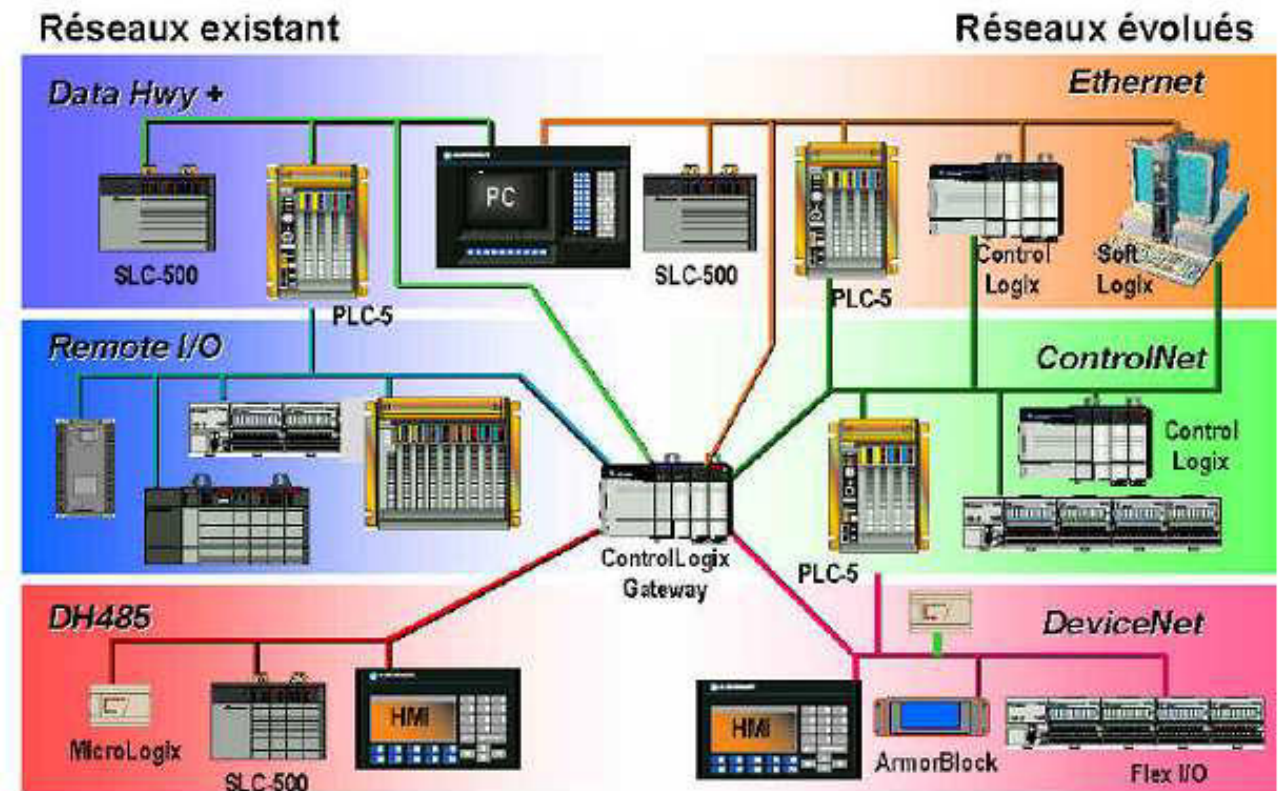 Réseaux existant
Réseaux évolués
Data Hwy +
Ethernet
PC
SLC-500
PLC-5
SLC-500
PLC-5
Control
Logix
Soft
Logix
Remote I/O
ControlNet
Control
Logix
ControlLogix
Gateway
PLC-5
DH485
DeviceNet
HMI
HMI
MicroLogix
SLC-500
ArmorBlock
Flex I/O